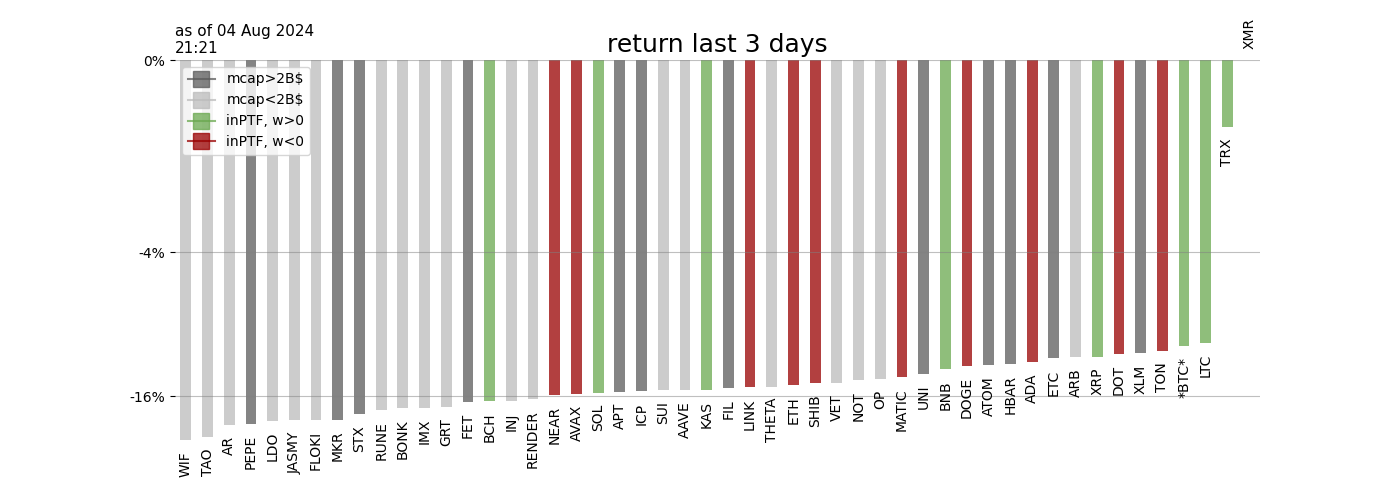 as of 04 Aug 2024
21:21
return last 3 days
XMR
0%
mcap>2B$
mcap<2B$
inPTF, w>0
inPTF, w<0
TRX
-4%
-16%
WIF
TAO
AR
PEPE
LDO
JASMY
FLOKI
MKR
STX
RUNE
BONK
IMX
GRT
FET
BCH
INJ
RENDER
NEAR
AVAX
SOL
APT
ICP
SUI
AAVE
KAS
FIL
LINK
THETA
ETH
SHIB
VET
NOT
OP
MATIC
UNI
BNB
DOGE
ATOM
HBAR
ADA
ETC
ARB
XRP
DOT
XLM
TON
*BTC*
LTC